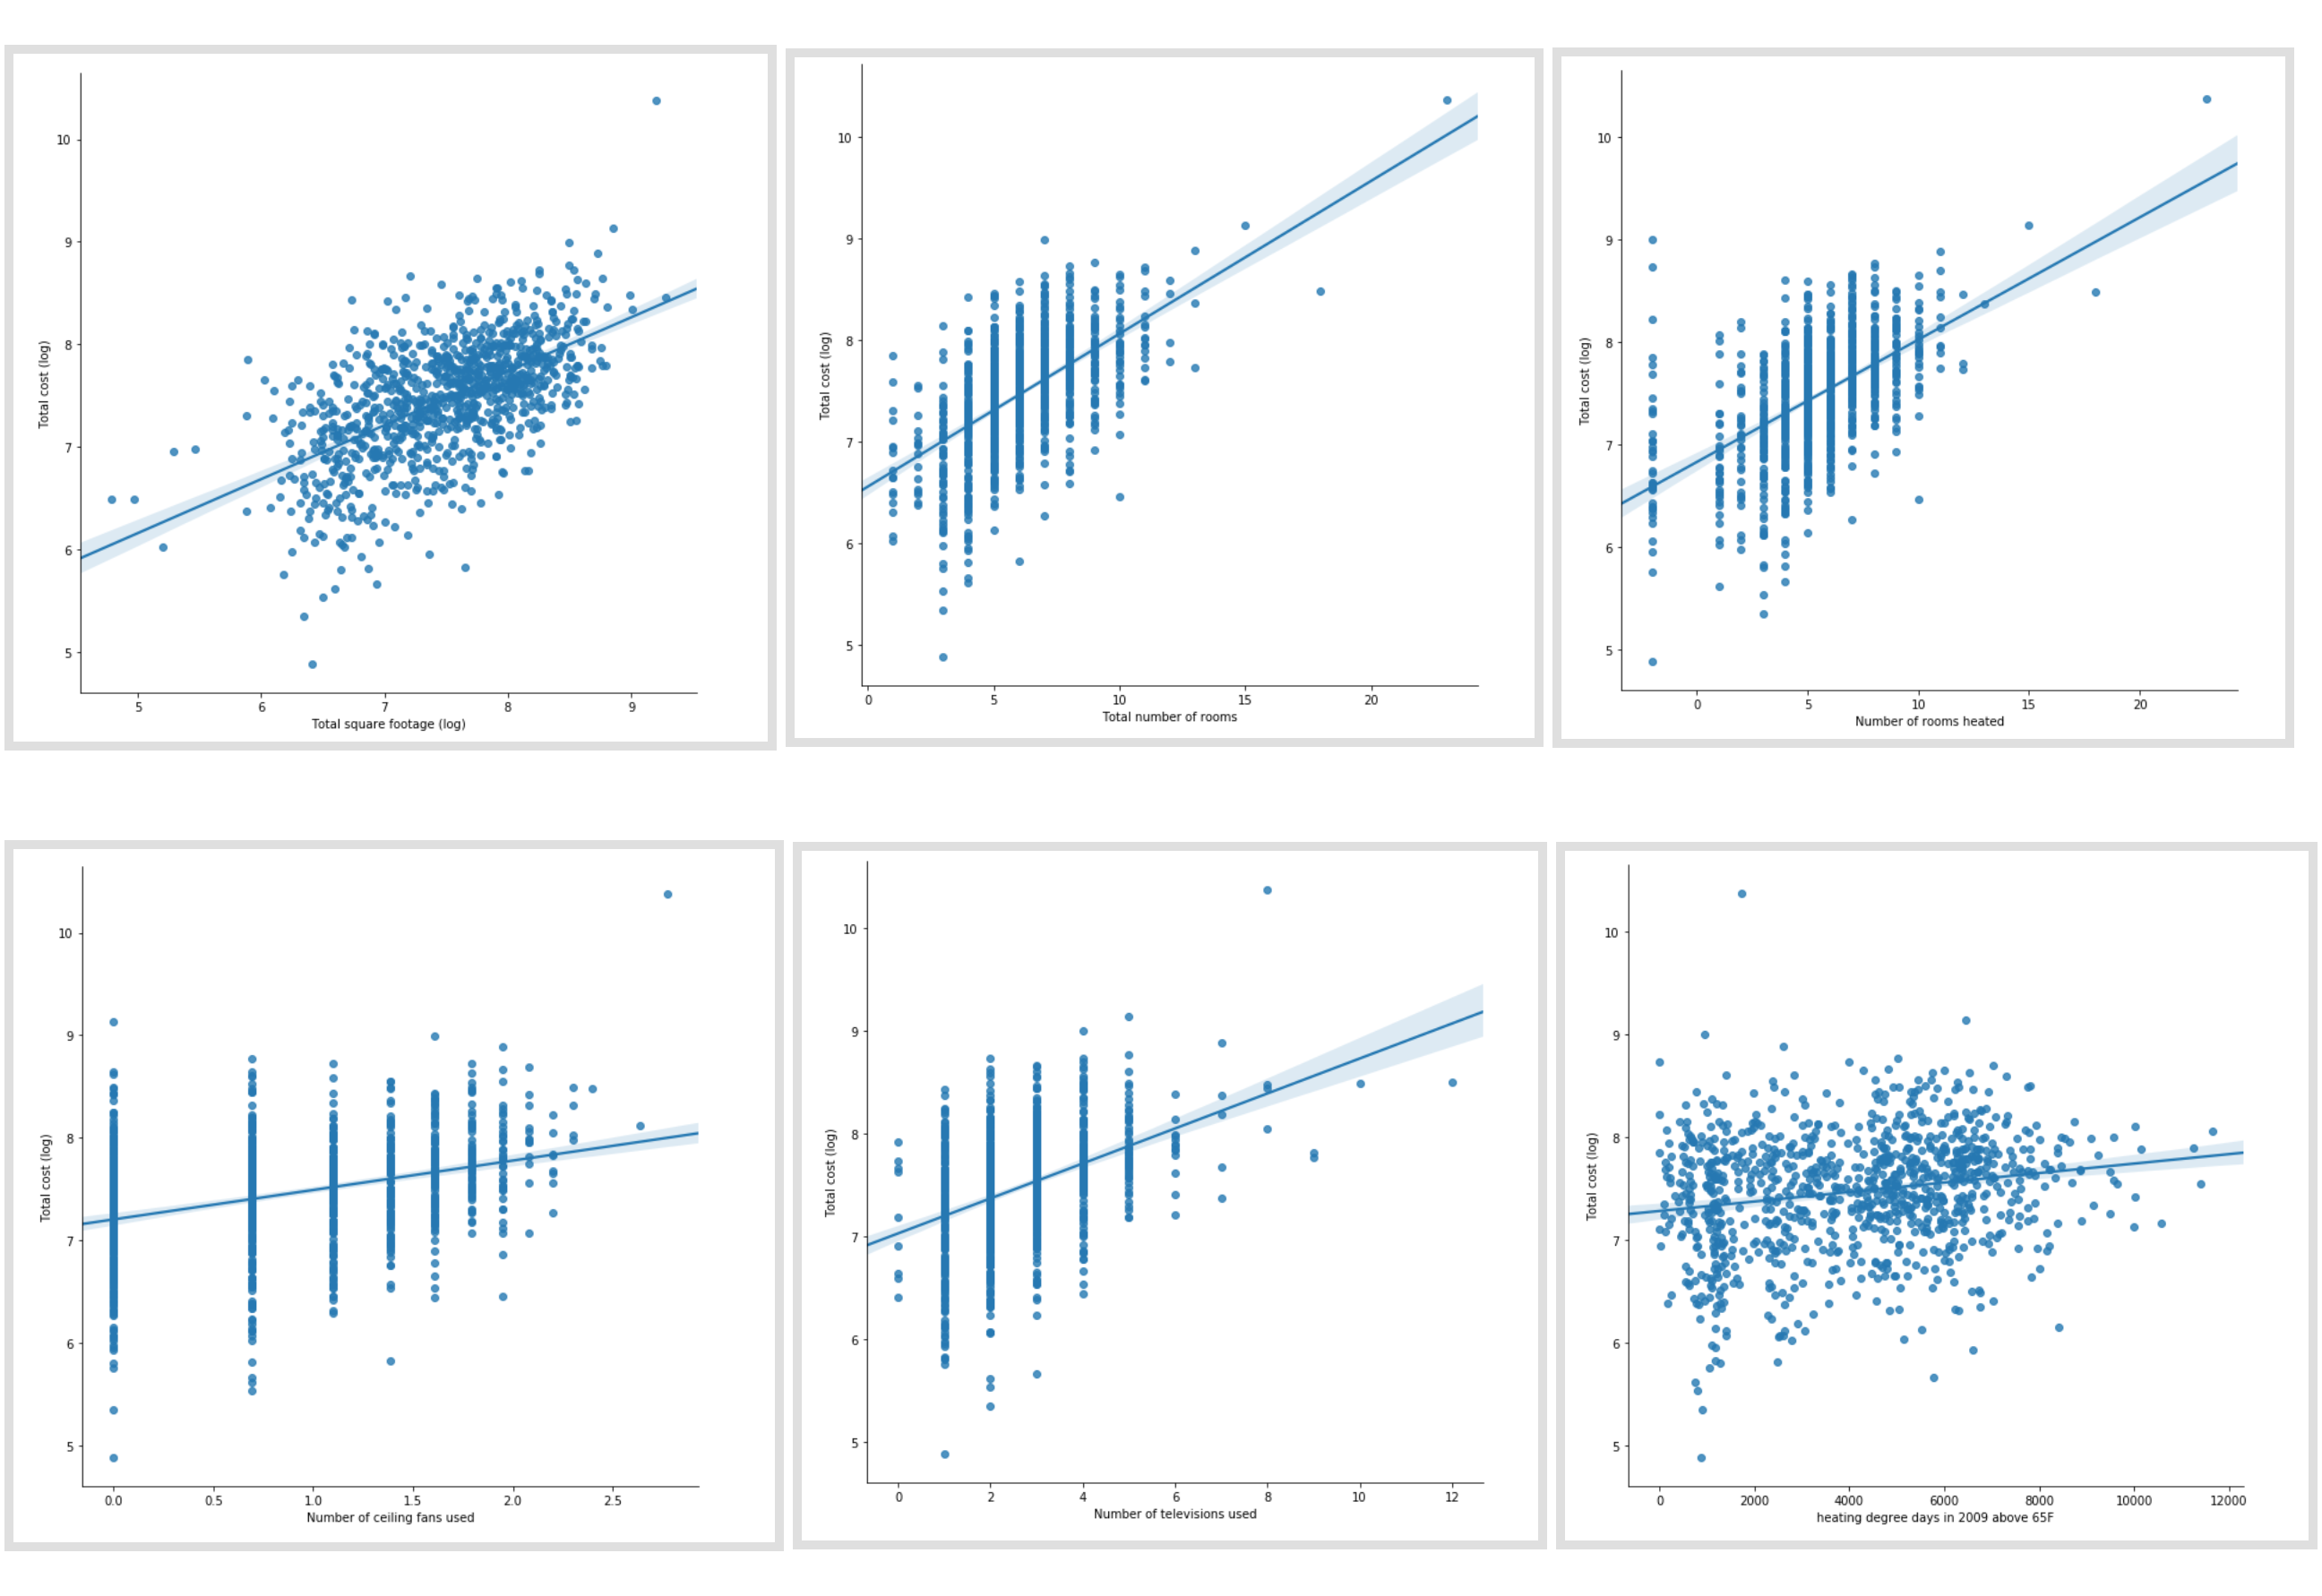 10
9
8
7
6
5
Total cost (log)
5 6 7 8 9
Total square footage (log)
10
9
8
7
6
5
Total cost (log)
0 5 10 15 20
Total number of rooms
10
9
8
7
6
5
Total cost (log)
0 5 10 15 20
Number of rooms heated
10
9
8
7
6
5
Total cost (log)
0.0 0.5 1.0 1.5 2.0 2.5
Number of ceiling fans used
10
9
8
7
6
5
Total cost (log)
0 2 4 6 8 10 12
Number of televisions used
10
9
8
7
6
5
Total cost (log)
0 2000 4000 6000 8000 10000 12000
heating degree days in 2009 above 65F